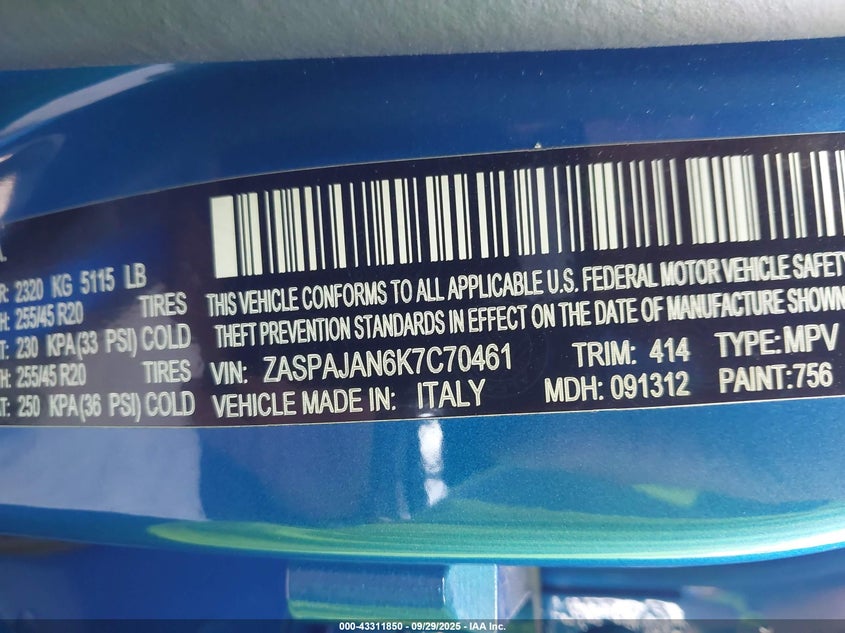 R: 2320 KG 5115 LB
H: 255/45 R20 TIRES
T: 230 KPA(33 PSI) COLD
H: 255/45 R20 TIRES
AT: 250 KPA(36 PSI) COLD
THIS VEHICLE CONFORMS TO ALL APPLICABLE U.S. FEDERAL MOTOR VEHICLE SAFETY
THEFT PREVENTION STANDARDS IN EFFECT ON THE DATE OF MANUFACTURE SHOWN
VIN: ZASPAJAN6K7C70461 TRIM: 414 TYPE: MPV
VEHICLE MADE IN: ITALY MDH: 091312 PAINT:756
000-43311850 - 09/29/2025 - IAA Inc.